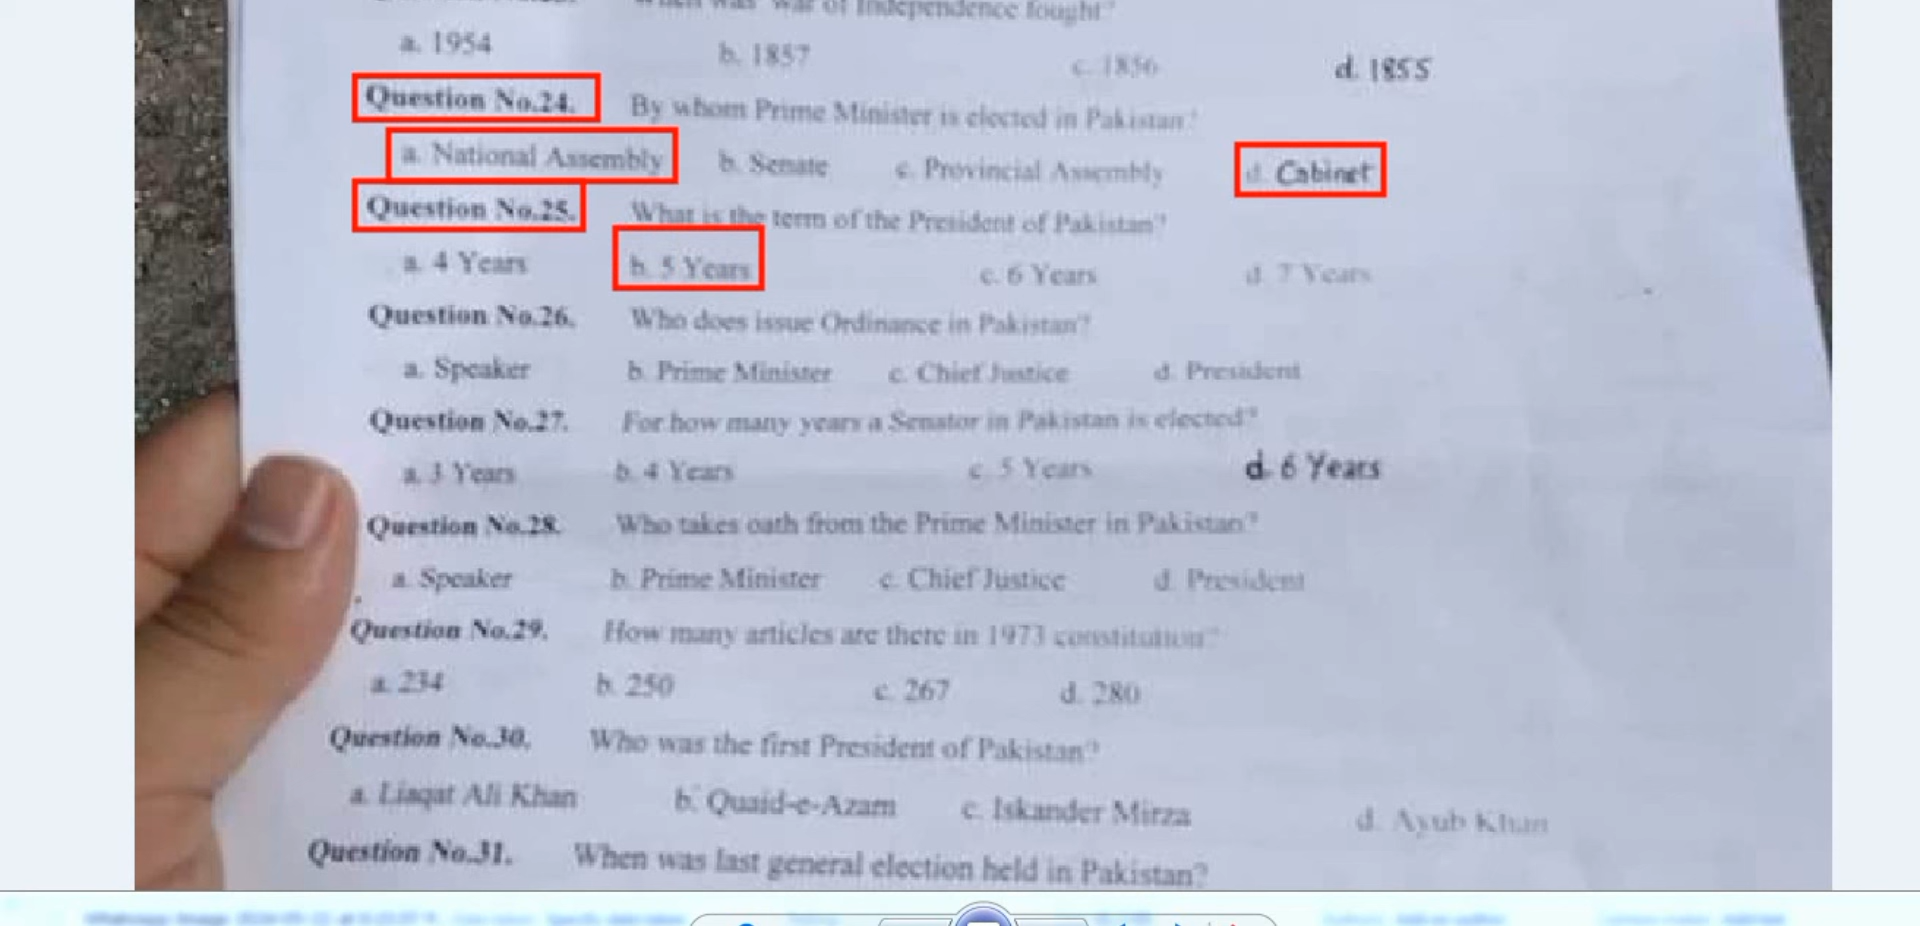 When was war of Independence fought?
a. 1954 b. 1857 c. 1856 d. 1855
Question No.24. By whom Prime Minister is elected in Pakistan?
a. National Assembly b. Senate c. Provincial Assembly d. Cabinet
Question No.25. What is the term of the President of Pakistan?
a. 4 Years b. 5 Years c. 6 Years d. 7 Years
Question No.26. Who does issue Ordinance in Pakistan?
a. Speaker b. Prime Minister c. Chief Justice d. President
Question No.27. For how many years a Senator in Pakistan is elected?
a. 3 Years b. 4 Years c. 5 Years d. 6 Years
Question No.28. Who takes oath from the Prime Minister in Pakistan?
a. Speaker b. Prime Minister c. Chief Justice d. President
Question No.29. How many articles are there in 1973 constitution?
a. 234 b. 250 c. 267 d. 280
Question No.30. Who was the first President of Pakistan?
a. Liaqat Ali Khan b. Quaid-e-Azam c. Iskander Mirza d. Ayub Khan
Question No.31. When was last general election held in Pakistan?